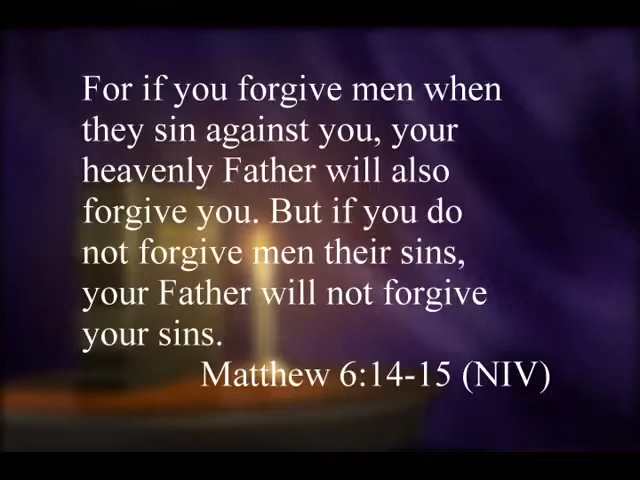 For if you forgive men when
they sin against you, your
heavenly Father will also
forgive you. But if you do
not forgive men their sins,
your Father will not forgive
your sins.
Matthew 6:14-15 (NIV)